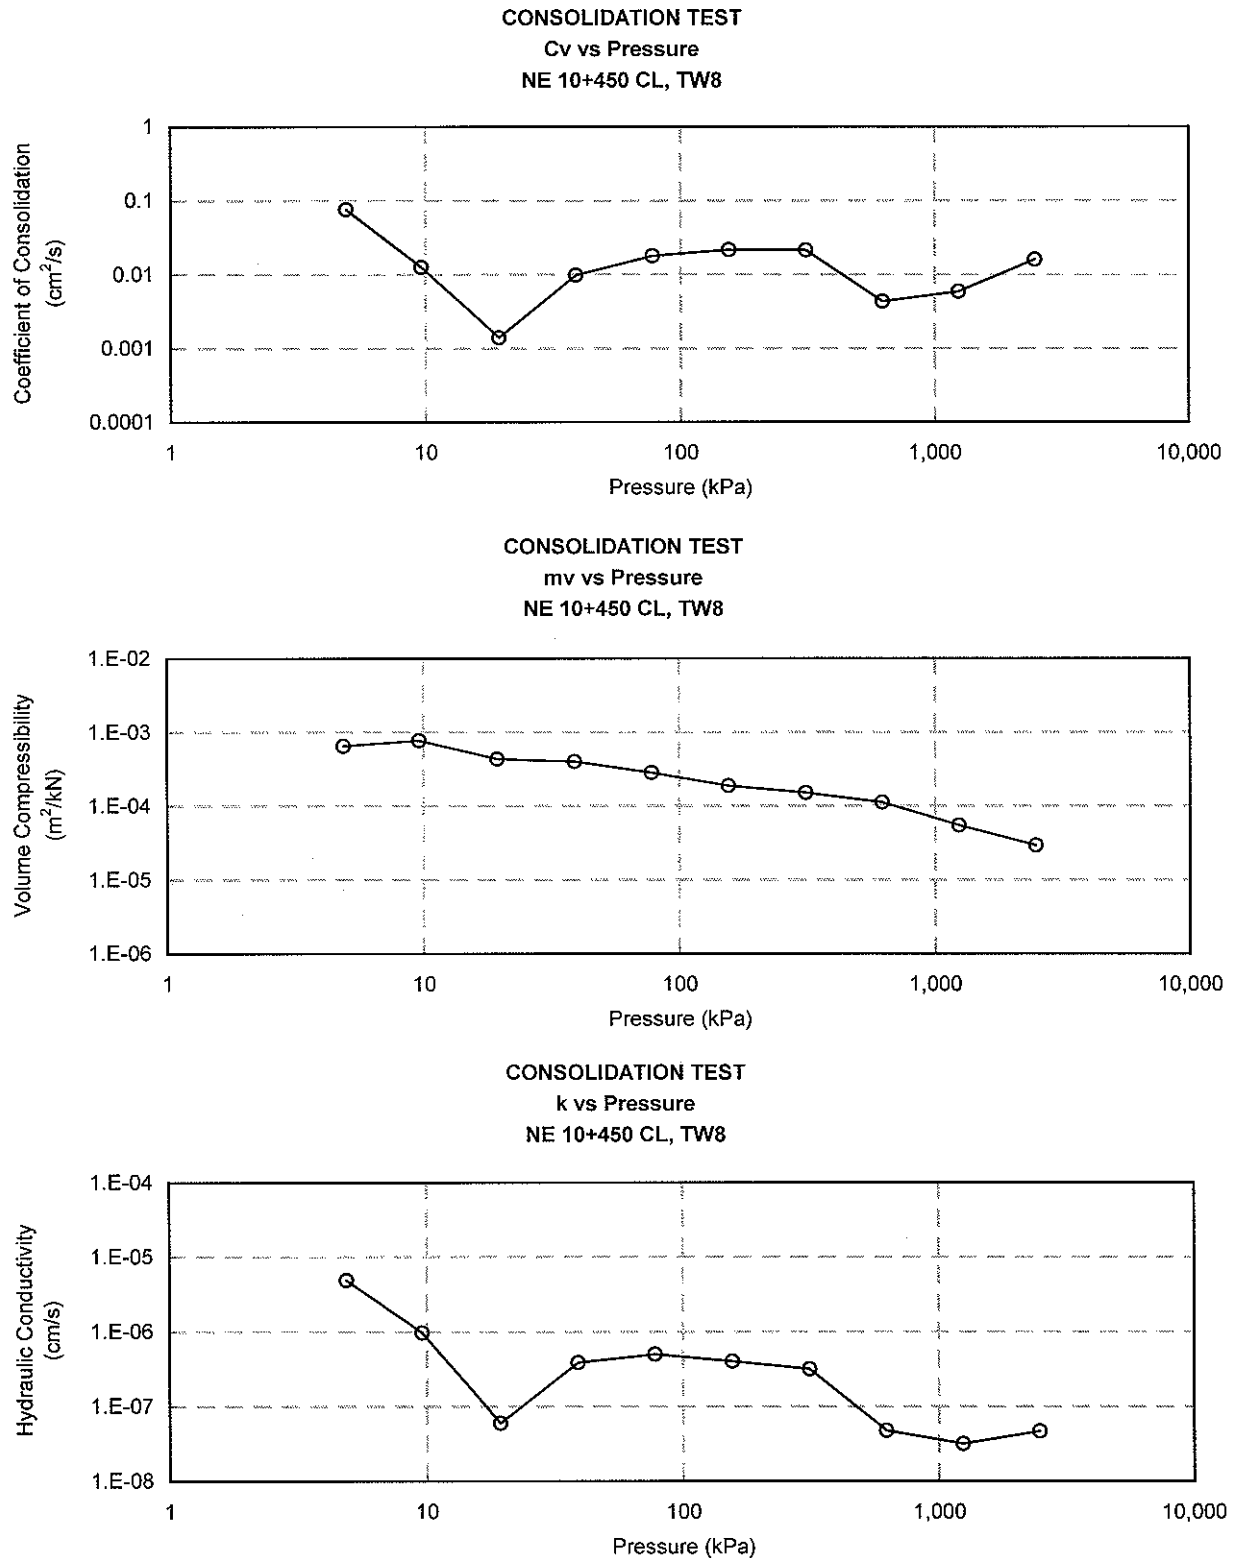 CONSOLIDATION TEST
Cv vs Pressure
NE 10+450 CL, TW8
Coefficient of Consolidation
(cm²/s)
1
0.1
0.01
0.001
0.0001
1 10 100 1,000 10,000
Pressure (kPa)
CONSOLIDATION TEST
mv vs Pressure
NE 10+450 CL, TW8
Volume Compressibility
(m²/kN)
1.E-02
1.E-03
1.E-04
1.E-05
1.E-06
1 10 100 1,000 10,000
Pressure (kPa)
CONSOLIDATION TEST
k vs Pressure
NE 10+450 CL, TW8
Hydraulic Conductivity
(cm/s)
1.E-04
1.E-05
1.E-06
1.E-07
1.E-08
1 10 100 1,000 10,000
Pressure (kPa)